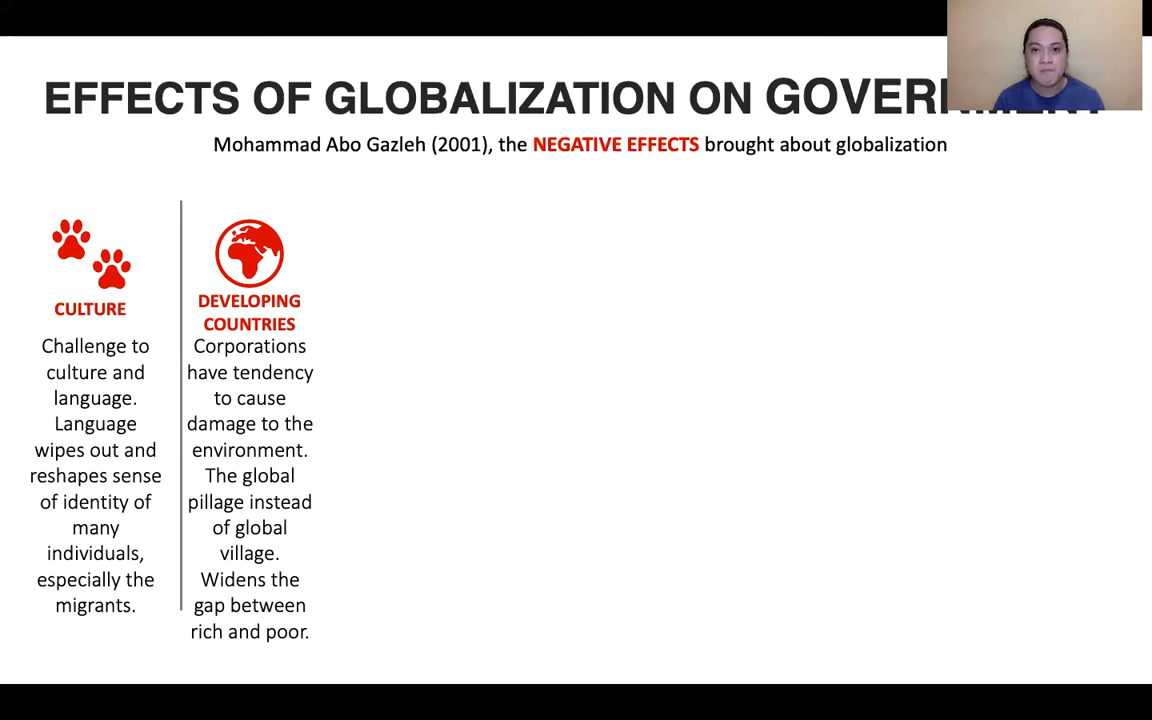 EFFECTS OF GLOBALIZATION ON GOVERNMENT
Mohammad Abo Gazleh (2001), the NEGATIVE EFFECTS brought about globalization
CULTURE
Challenge to
culture and
language.
Language
wipes out and
reshapes sense
of identity of
many
individuals,
especially the
migrants.
DEVELOPING
COUNTRIES
Corporations
have tendency
to cause
damage to the
environment.
The global
pillage instead
of global
village.
Widens the
gap between
rich and poor.